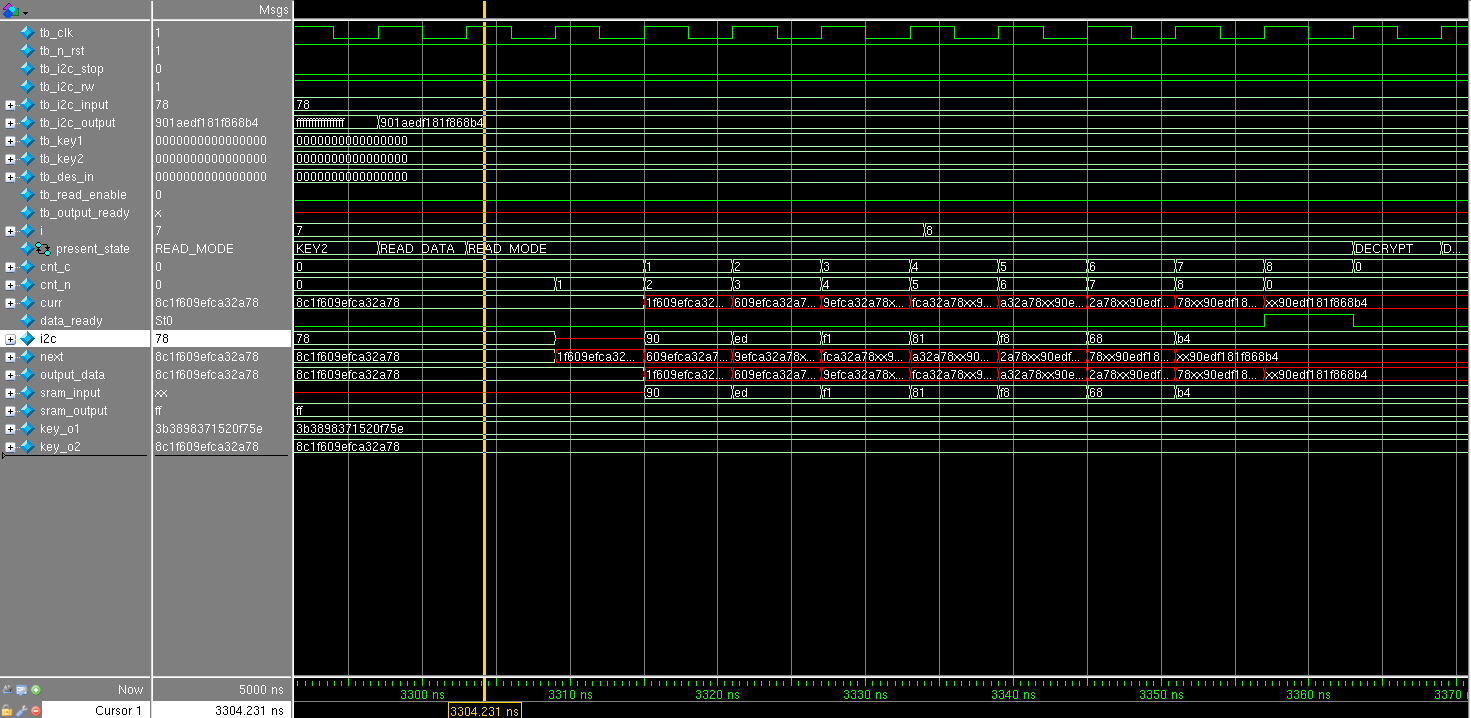 Msgs
tb_clk 1
tb_n_rst 1
tb_i2c_stop 0
tb_i2c_rw 1
tb_i2c_input 78 78
tb_i2c_output 901aedf181f868b4 ffffffffffffffff 901aedf181f868b4
tb_key1 0000000000000000 0000000000000000
tb_key2 0000000000000000 0000000000000000
tb_des_in 0000000000000000 0000000000000000
tb_read_enable 0
tb_output_ready x
i 7 7 8
present_state READ_MODE KEY2 READ_DATA READ_MODE DECRYPT D...
cnt_c 0 0 1 2 3 4 5 6 7 8 0
cnt_n 0 0 1 2 3 4 5 6 7 8 0
curr 8c1f609efca32a78 8c1f609efca32a78 1f609efca32... 609efca32a7... 9efca32a78x... fca32a78xx9... a32a78xx90e... 2a78xx90edf... 78xx90edf18... xx90edf181f868b4
data_ready St0
i2c 78 78 90 ed f1 81 f8 68 b4
next 8c1f609efca32a78 8c1f609efca32a78 1f609efca32... 609efca32a7... 9efca32a78x... fca32a78xx9... a32a78xx90... 2a78xx90edf... 78xx90edf18... xx90edf181f868b4
output_data 8c1f609efca32a78 8c1f609efca32a78 1f609efca32... 609efca32a7... 9efca32a78x... fca32a78xx9... a32a78xx90e... 2a78xx90edf... 78xx90edf18... xx90edf181f868b4
sram_input xx 90 ed f1 81 f8 68 b4
sram_output ff ff
key_o1 3b3898371520f75e 3b3898371520f75e
key_o2 8c1f609efca32a78 8c1f609efca32a78
Now 5000 ns 3300 ns 3310 ns 3320 ns 3330 ns 3340 ns 3350 ns 3360 ns 3370
Cursor 1 3304.231 ns 3304.231 ns